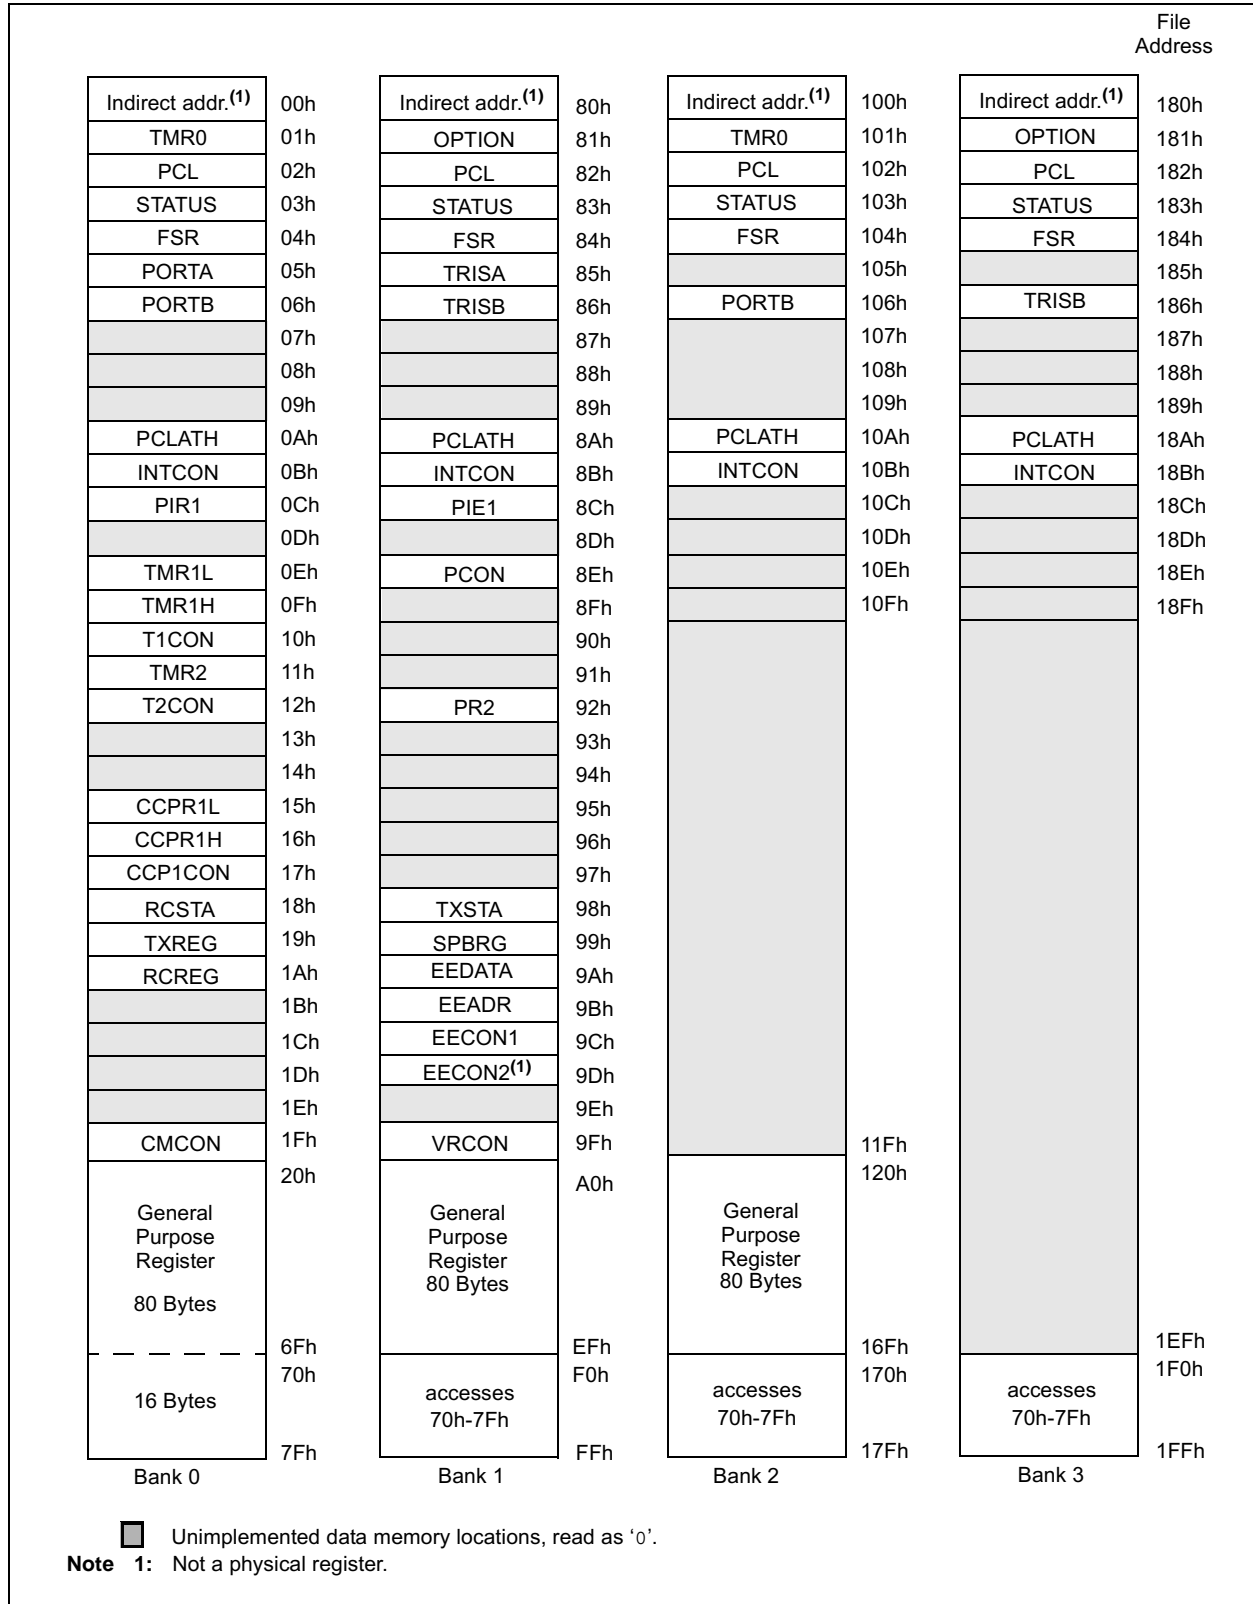 File
Address
Indirect addr.(1) 00h Indirect addr.(1) 80h Indirect addr.(1) 100h Indirect addr.(1) 180h
TMR0 01h OPTION 81h TMR0 101h OPTION 181h
PCL 02h PCL 82h PCL 102h PCL 182h
STATUS 03h STATUS 83h STATUS 103h STATUS 183h
FSR 04h FSR 84h FSR 104h FSR 184h
PORTA 05h TRISA 85h 105h 185h
PORTB 06h TRISB 86h PORTB 106h TRISB 186h
07h 87h 107h 187h
08h 88h 108h 188h
09h 89h 109h 189h
PCLATH 0Ah PCLATH 8Ah PCLATH 10Ah PCLATH 18Ah
INTCON 0Bh INTCON 8Bh INTCON 10Bh INTCON 18Bh
PIR1 0Ch PIE1 8Ch 10Ch 18Ch
0Dh 8Dh 10Dh 18Dh
TMR1L 0Eh PCON 8Eh 10Eh 18Eh
TMR1H 0Fh 8Fh 10Fh 18Fh
T1CON 10h 90h
TMR2 11h 91h
T2CON 12h PR2 92h
13h 93h
14h 94h
CCPR1L 15h 95h
CCPR1H 16h 96h
CCP1CON 17h 97h
RCSTA 18h TXSTA 98h
TXREG 19h SPBRG 99h
RCREG 1Ah EEDATA 9Ah
1Bh EEADR 9Bh
1Ch EECON1 9Ch
1Dh EECON2(1) 9Dh
1Eh 9Eh
CMCON 1Fh VRCON 9Fh 11Fh
20h A0h 120h
General General General
Purpose Purpose Purpose
Register Register Register
80 Bytes 80 Bytes
80 Bytes
6Fh EFh 16Fh 1EFh
70h F0h 170h 1F0h
16 Bytes accesses accesses accesses
70h-7Fh 70h-7Fh 70h-7Fh
7Fh FFh 17Fh 1FFh
Bank 0 Bank 1 Bank 2 Bank 3
Unimplemented data memory locations, read as ‘0’.
Note 1: Not a physical register.